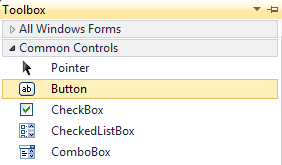 Toolbox
All Windows Forms
Common Controls
Pointer
ab Button
CheckBox
CheckedListBox
ComboBox